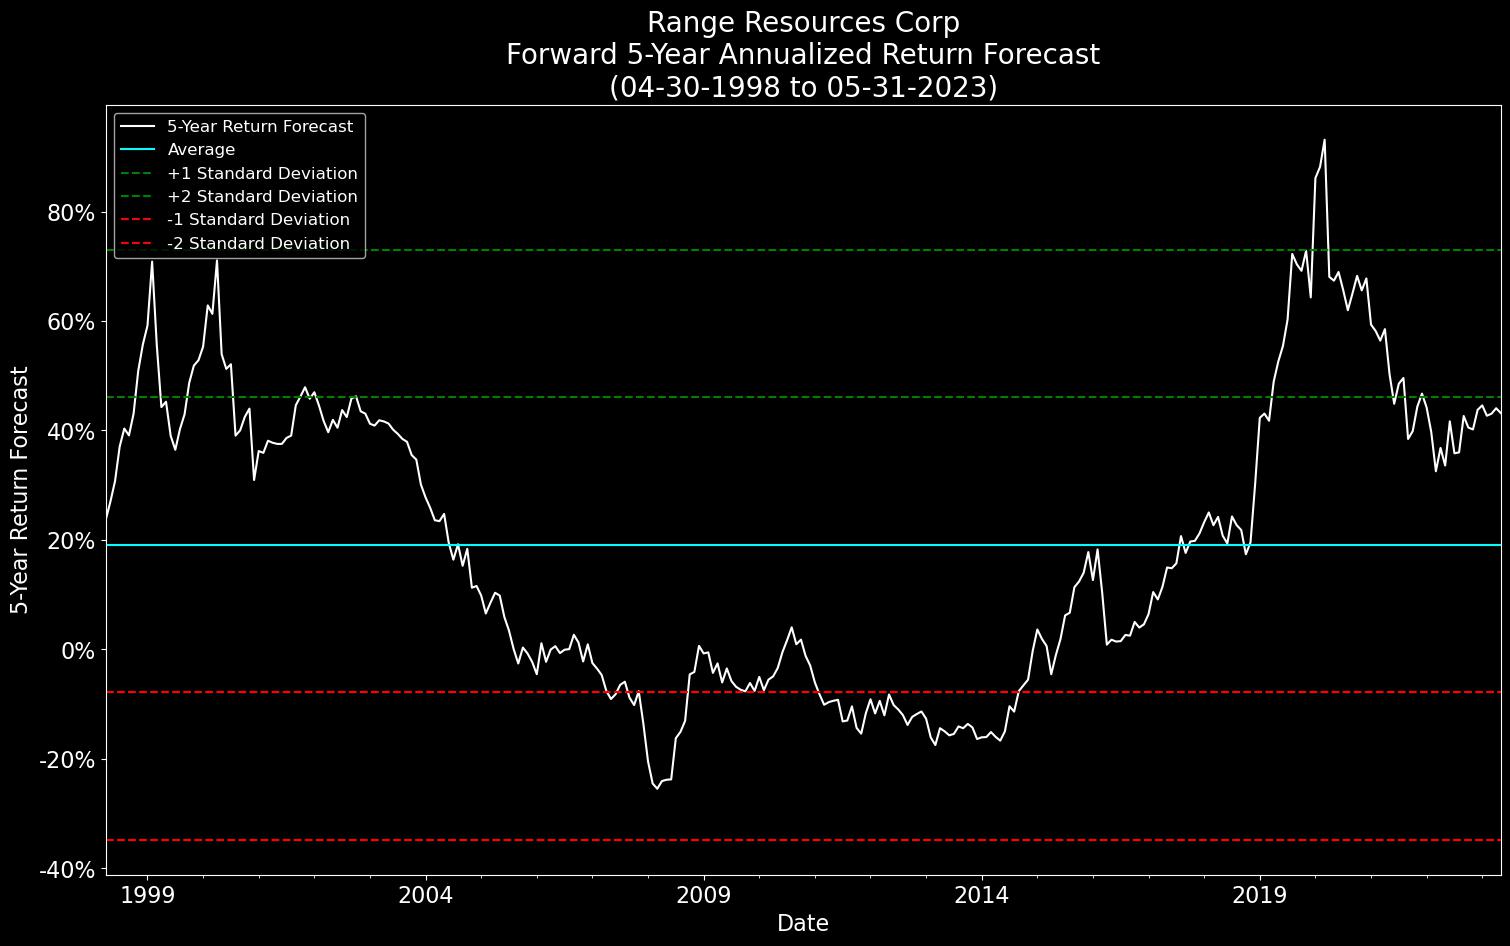 Range Resources Corp
Forward 5-Year Annualized Return Forecast
(04-30-1998 to 05-31-2023)
5-Year Return Forecast
Average
+1 Standard Deviation
+2 Standard Deviation
-1 Standard Deviation
-2 Standard Deviation
80%
60%
40%
20%
0%
-20%
-40%
5-Year Return Forecast
1999 2004 2009 2014 2019
Date